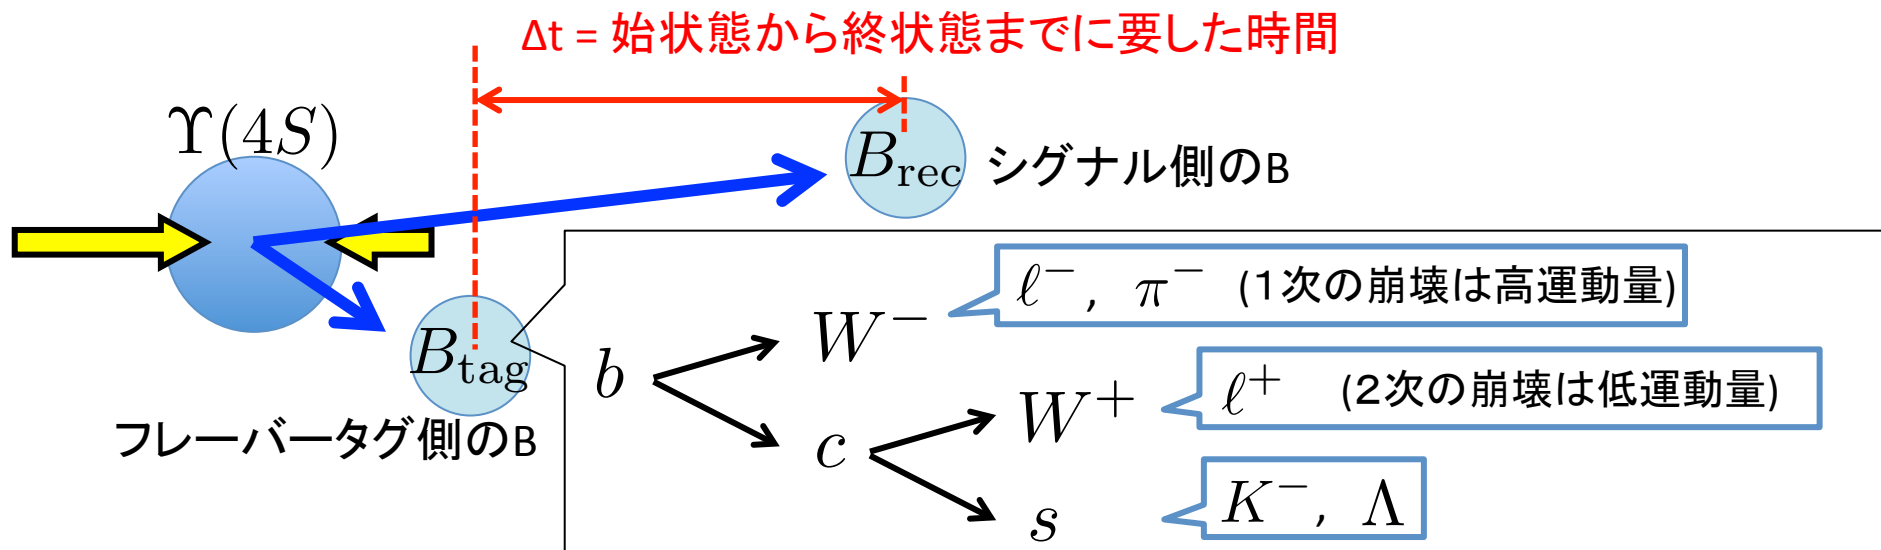 Δt = 始状態から終状態までに要した時間
ϒ(4S)
B_rec シグナル側のB
ℓ⁻, π⁻ (1次の崩壊は高運動量)
W⁻
B_tag
b
ℓ⁺ (2次の崩壊は低運動量)
W⁺
フレーバータグ側のB
c
K⁻, Λ
s